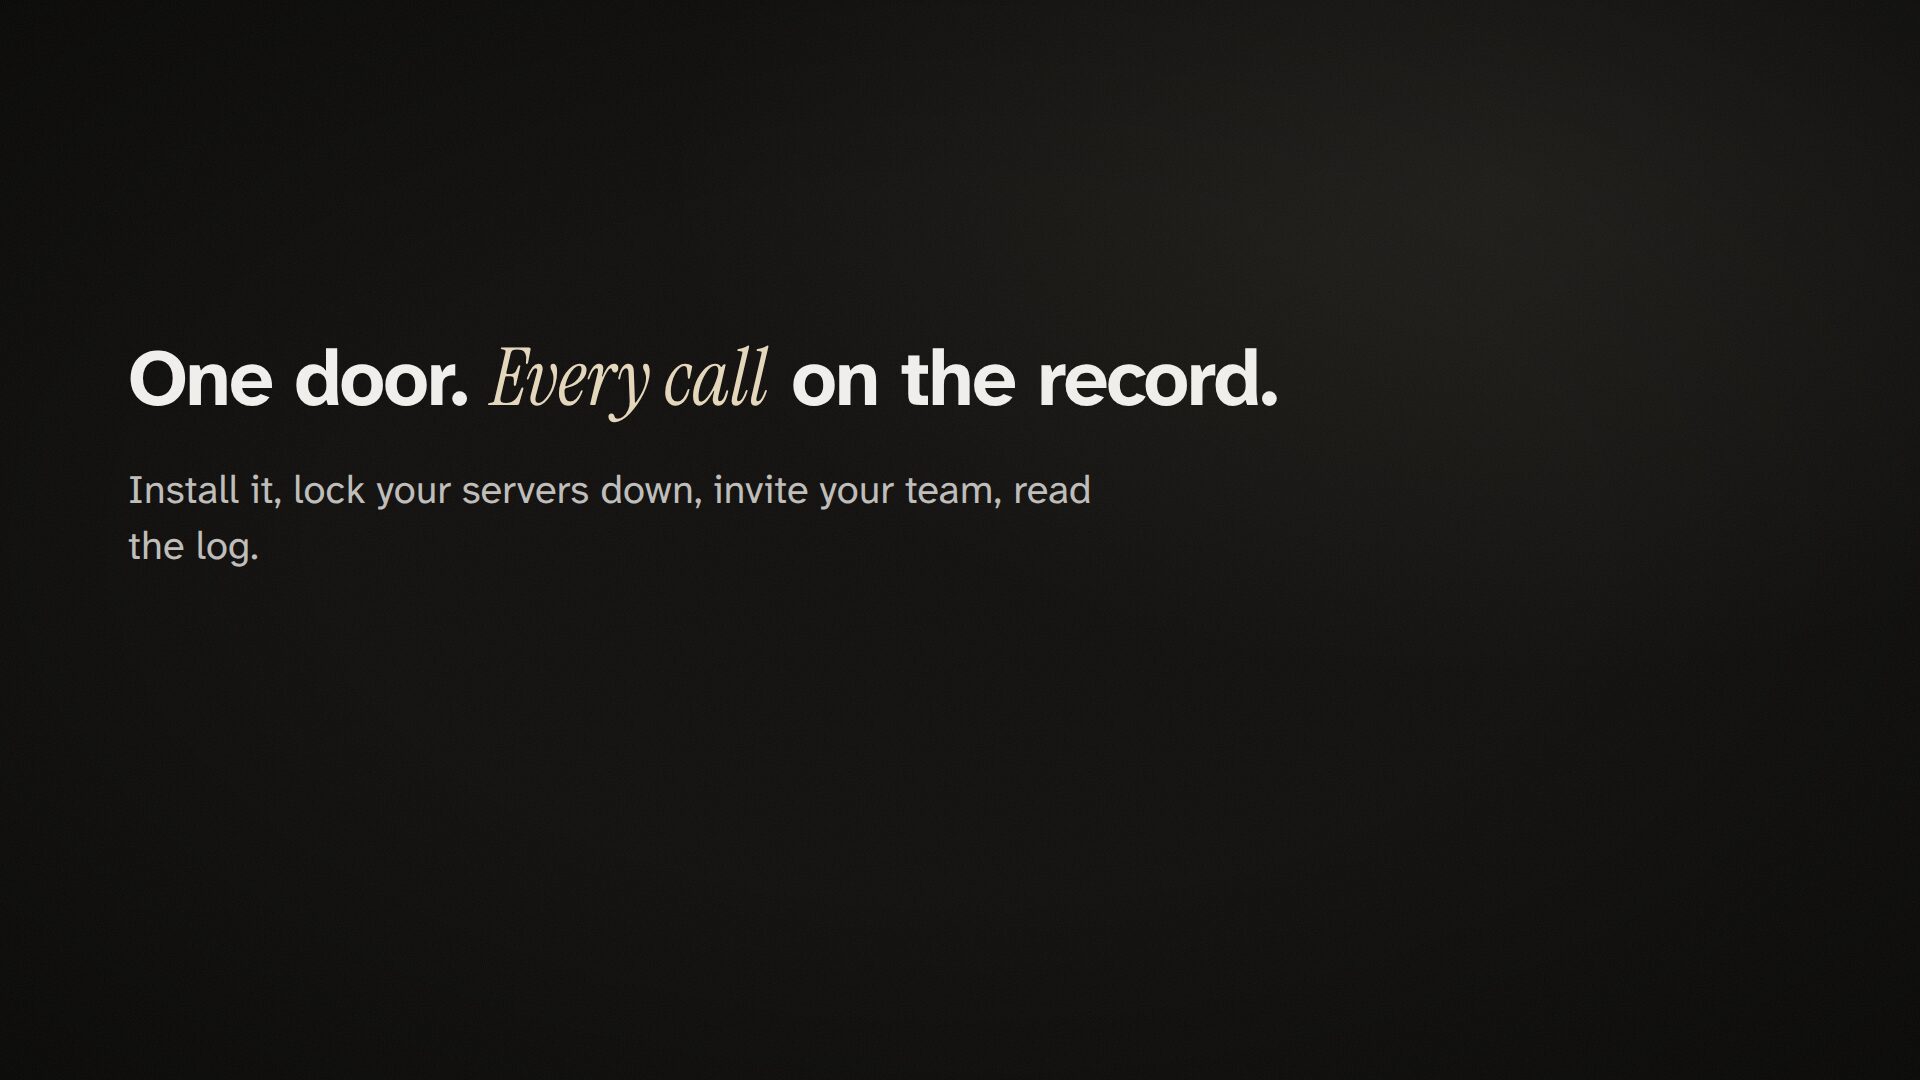 One door. Every call on the record.
Install it, lock your servers down, invite your team, read
the log.